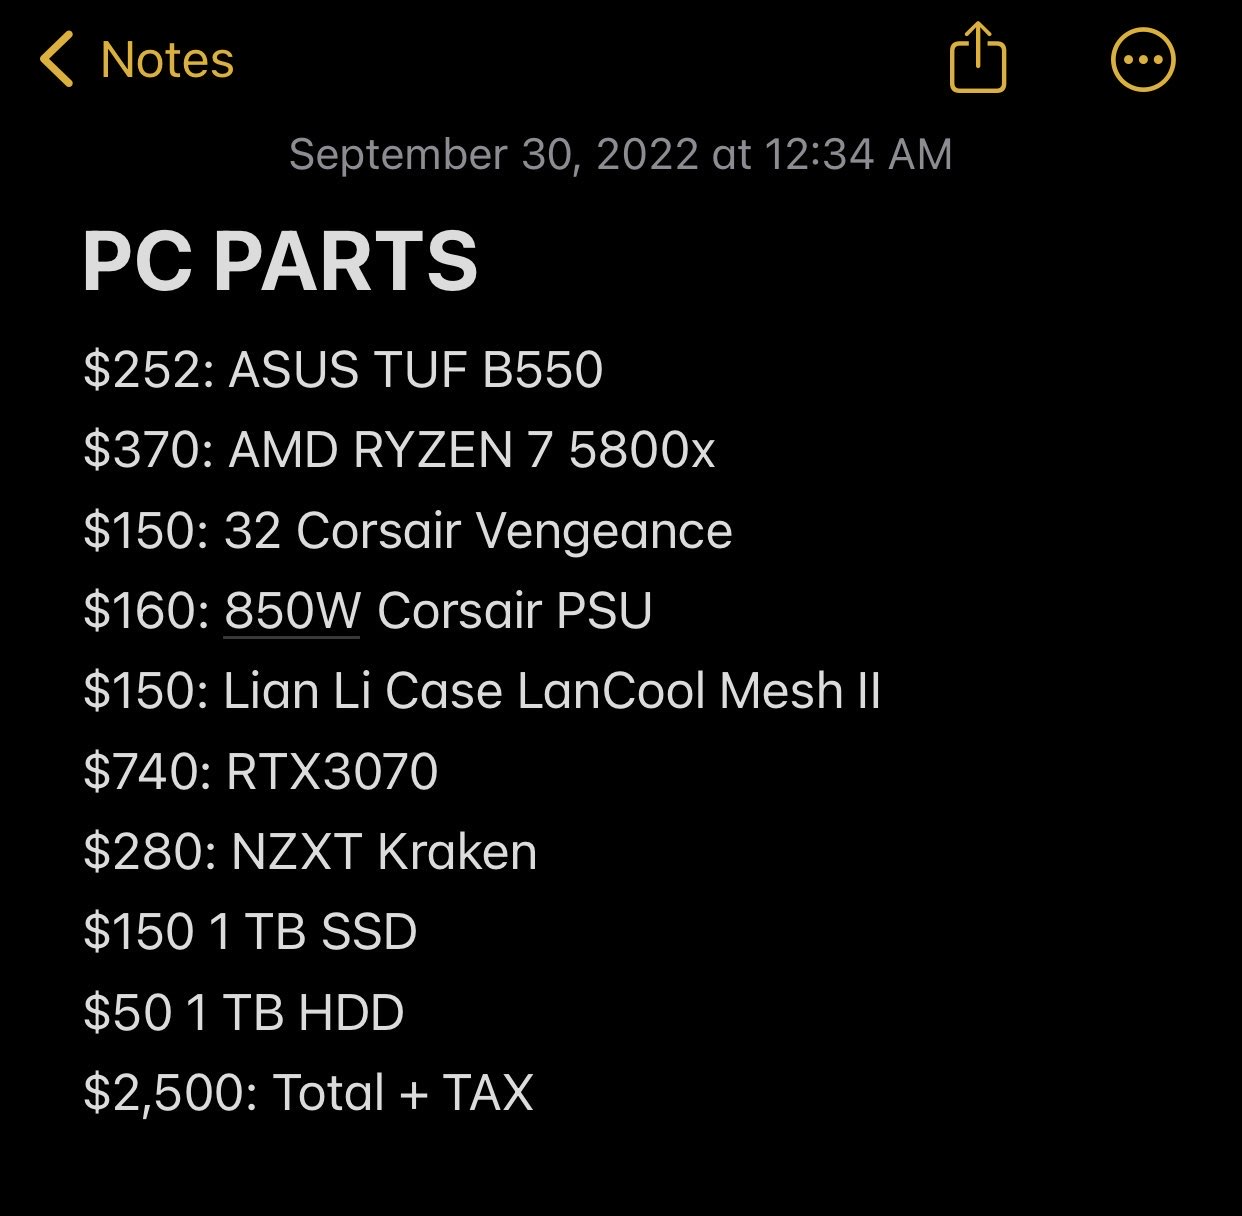 Notes
September 30, 2022 at 12:34 AM
PC PARTS
$252: ASUS TUF B550
$370: AMD RYZEN 7 5800x
$150: 32 Corsair Vengeance
$160: 850W Corsair PSU
$150: Lian Li Case LanCool Mesh II
$740: RTX3070
$280: NZXT Kraken
$150 1 TB SSD
$50 1 TB HDD
$2,500: Total + TAX